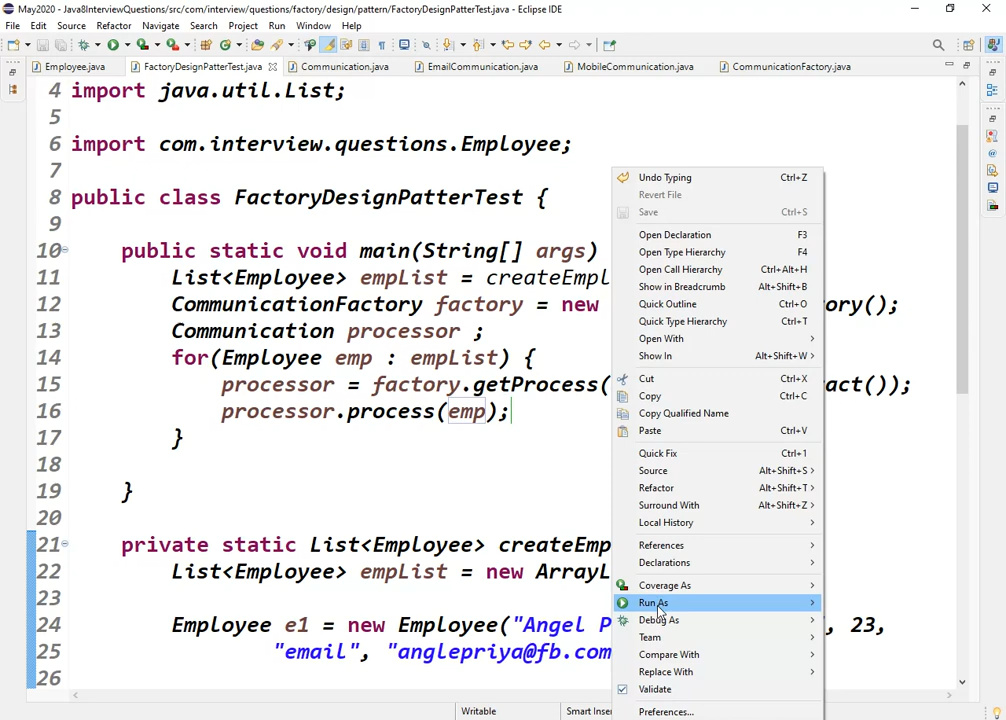 May2020 - Java8InterviewQuestions/src/com/interview/questions/factory/design/pattern/FactoryDesignPatterTest.java - Eclipse IDE
File Edit Source Refactor Navigate Search Project Run Window Help
Employee.java FactoryDesignPatterTest.java Communication.java EmailCommunication.java MobileCommunication.java CommunicationFactory.java
4 import java.util.List;
5
6 import com.interview.questions.Employee;
7
8 public class FactoryDesignPatterTest {
9
10 public static void main(String[] args)
11 List<Employee> empList = createEmpl
12 CommunicationFactory factory = new ory();
13 Communication processor ;
14 for(Employee emp : empList) {
15 processor = factory.getProcess( ract());
16 processor.process(emp);
17 }
18
19 }
20
21 private static List<Employee> createEmp
22 List<Employee> empList = new ArrayL
23
24 Employee e1 = new Employee("Angel P , 23,
25 "email", "anglepriya@fb.com
26
Undo Typing Ctrl+Z
Revert File
Save Ctrl+S
Open Declaration F3
Open Type Hierarchy F4
Open Call Hierarchy Ctrl+Alt+H
Show in Breadcrumb Alt+Shift+B
Quick Outline Ctrl+O
Quick Type Hierarchy Ctrl+T
Open With
Show In Alt+Shift+W
Cut Ctrl+X
Copy Ctrl+C
Copy Qualified Name
Paste Ctrl+V
Quick Fix Ctrl+1
Source Alt+Shift+S
Refactor Alt+Shift+T
Surround With Alt+Shift+Z
Local History
References
Declarations
Coverage As
Run As
Debug As
Team
Compare With
Replace With
Validate
Preferences...
Writable Smart Inser